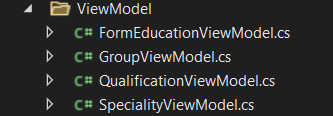 ViewModel
C# FormEducationViewModel.cs
C# GroupViewModel.cs
C# QualificationViewModel.cs
C# SpecialityViewModel.cs